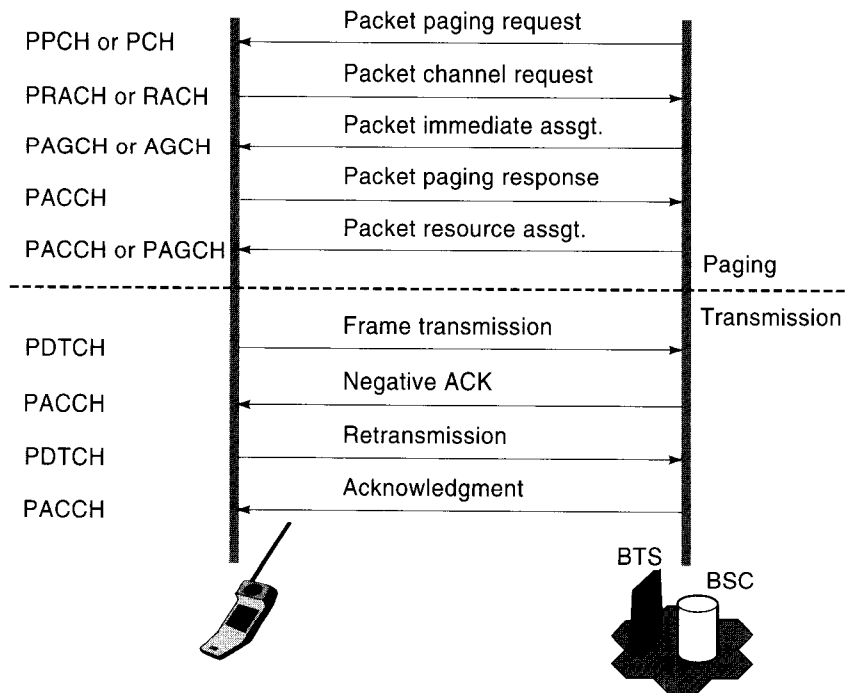 Packet paging request
PPCH or PCH
Packet channel request
PRACH or RACH
Packet immediate assgt.
PAGCH or AGCH
Packet paging response
PACCH
Packet resource assgt.
PACCH or PAGCH
Paging
Transmission
Frame transmission
PDTCH
Negative ACK
PACCH
Retransmission
PDTCH
Acknowledgment
PACCH
BTS
BSC